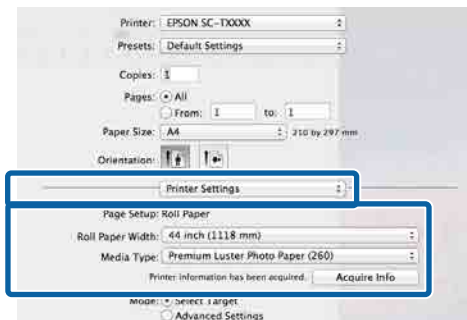 Printer: EPSON SC-TXXXX
Presets: Default Settings
Copies: 1
Pages: All
From: 1 to: 1
Paper Size: A4 210 by 297 mm
Orientation:
Printer Settings
Page Setup: Roll Paper
Roll Paper Width: 44 inch (1118 mm)
Media Type: Premium Luster Photo Paper (260)
Printer information has been acquired. Acquire Info
Mode: Select Target
Advanced Settings